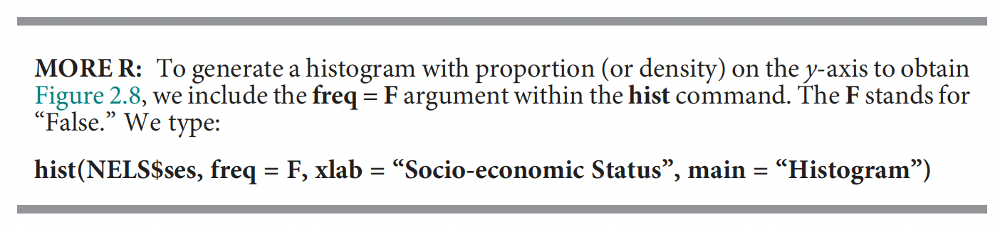 MORE R: To generate a histogram with proportion (or density) on the y-axis to obtain
Figure 2.8, we include the freq = F argument within the hist command. The F stands for
“False.” We type:
hist(NELS$ses, freq = F, xlab = “Socio-economic Status”, main = “Histogram”)